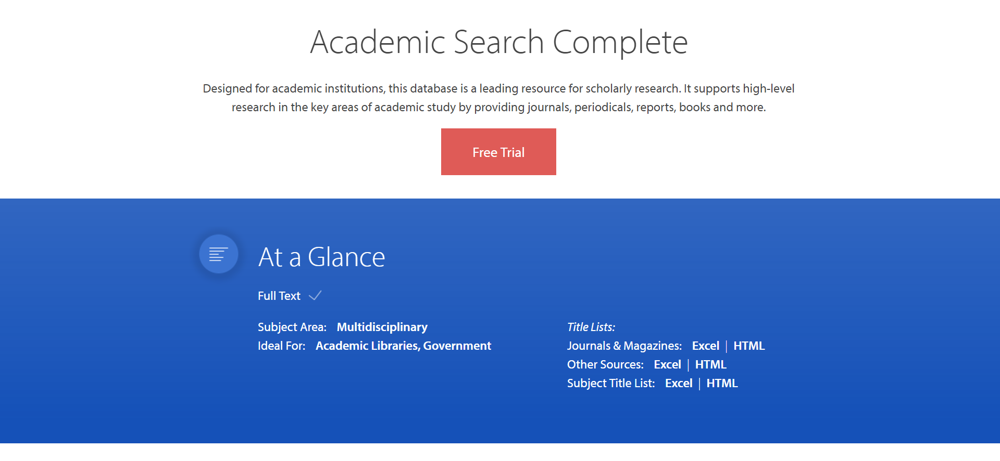 Academic Search Complete
Designed for academic institutions, this database is a leading resource for scholarly research. It supports high-level
research in the key areas of academic study by providing journals, periodicals, reports, books and more.
Free Trial
At a Glance
Full Text
Subject Area: Multidisciplinary
Ideal For: Academic Libraries, Government
Title Lists:
Journals & Magazines: Excel | HTML
Other Sources: Excel | HTML
Subject Title List: Excel | HTML